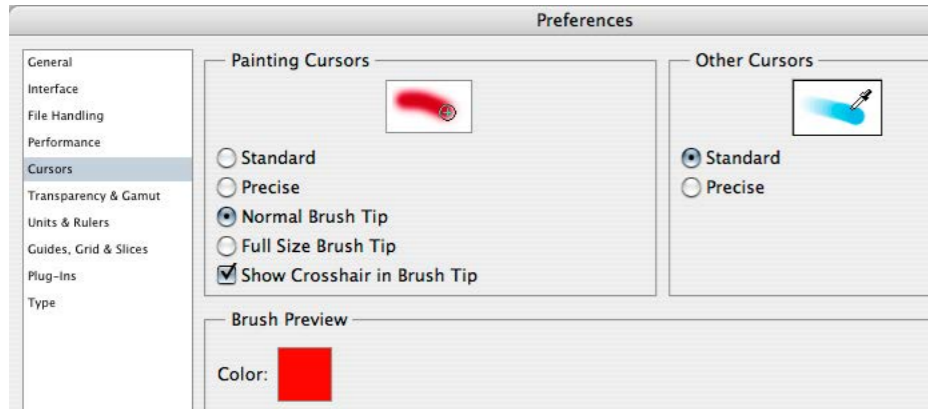 Preferences
General
Interface
File Handling
Performance
Cursors
Transparency & Gamut
Units & Rulers
Guides, Grid & Slices
Plug-Ins
Type
Painting Cursors
Standard
Precise
Normal Brush Tip
Full Size Brush Tip
Show Crosshair in Brush Tip
Other Cursors
Standard
Precise
Brush Preview
Color: